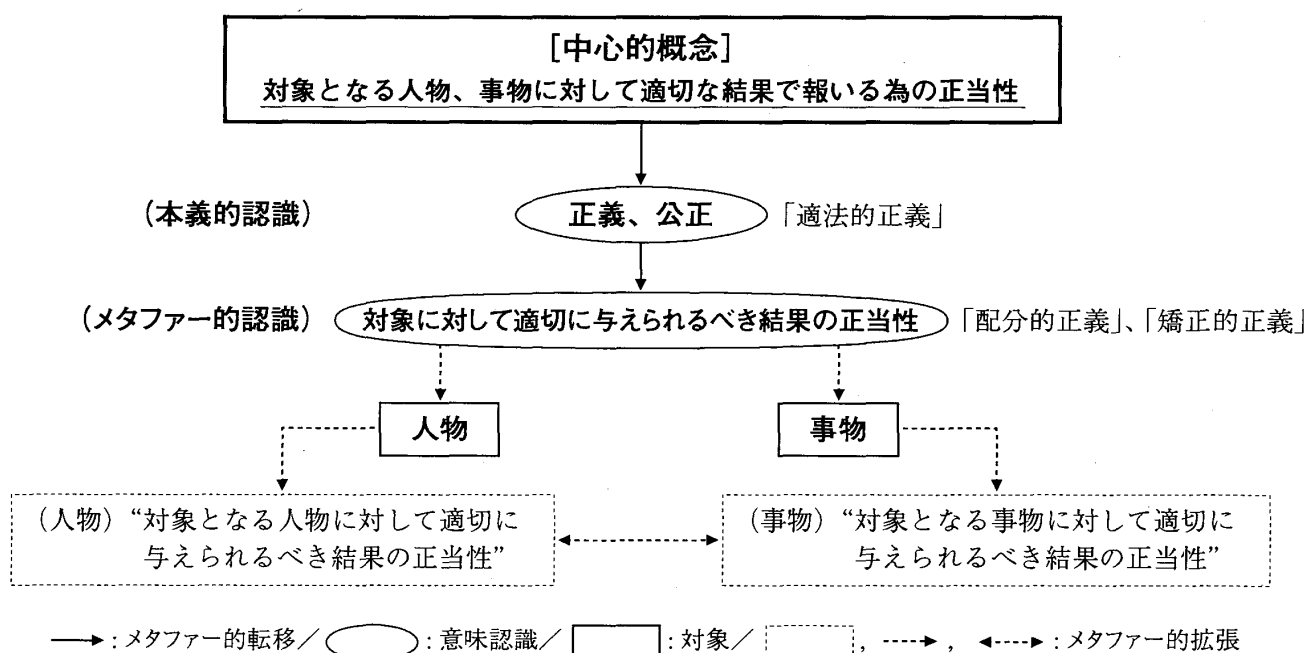 [中心的概念]
対象となる人物、事物に対して適切な結果で報いる為の正当性
(本義的認識) 正義、公正 「適法的正義」
(メタファー的認識) 対象に対して適切に与えられるべき結果の正当性 「配分的正義」、「矯正的正義」
人物 事物
(人物) “対象となる人物に対して適切に (事物) “対象となる事物に対して適切に
与えられるべき結果の正当性” 与えられるべき結果の正当性”
: メタファー的転移/ : 意味認識/ : 対象/ , , : メタファー的拡張